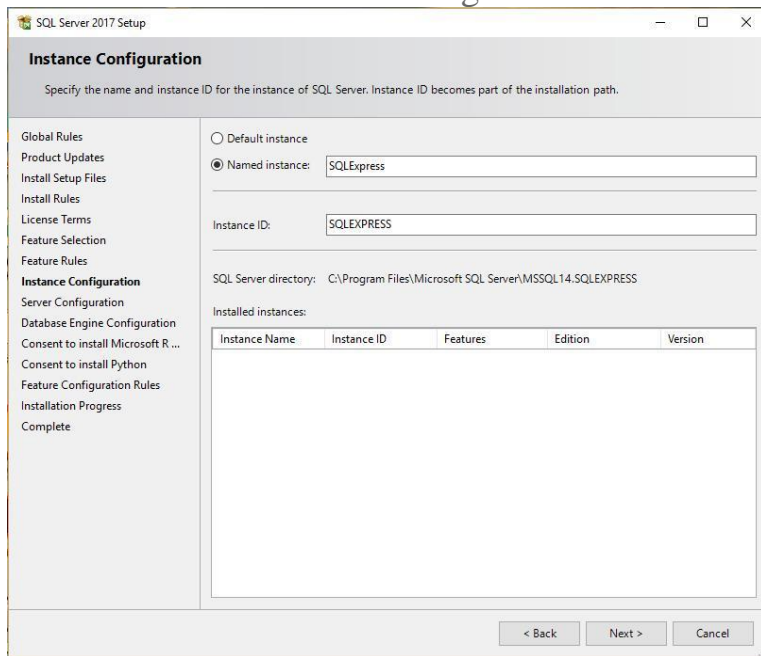 SQL Server 2017 Setup
Instance Configuration
Specify the name and instance ID for the instance of SQL Server. Instance ID becomes part of the installation path.
Global Rules
Product Updates
Install Setup Files
Install Rules
License Terms
Feature Selection
Feature Rules
Instance Configuration
Server Configuration
Database Engine Configuration
Consent to install Microsoft R ...
Consent to install Python
Feature Configuration Rules
Installation Progress
Complete
Default instance
Named instance: SQLExpress
Instance ID: SQLEXPRESS
SQL Server directory: C:\Program Files\Microsoft SQL Server\MSSQL14.SQLEXPRESS
Installed instances:
Instance Name Instance ID Features Edition Version
< Back Next > Cancel